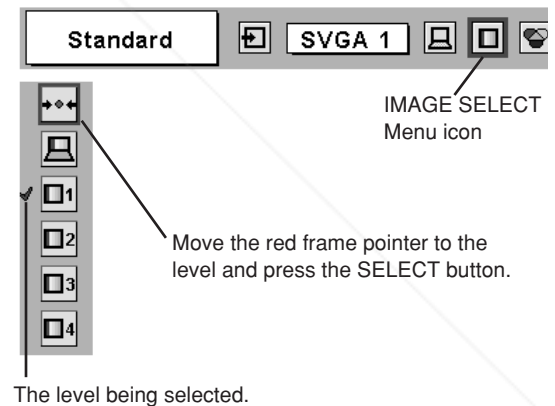 Standard
SVGA 1
IMAGE SELECT
Menu icon
1
Move the red frame pointer to the
level and press the SELECT button.
2
3
4
The level being selected.